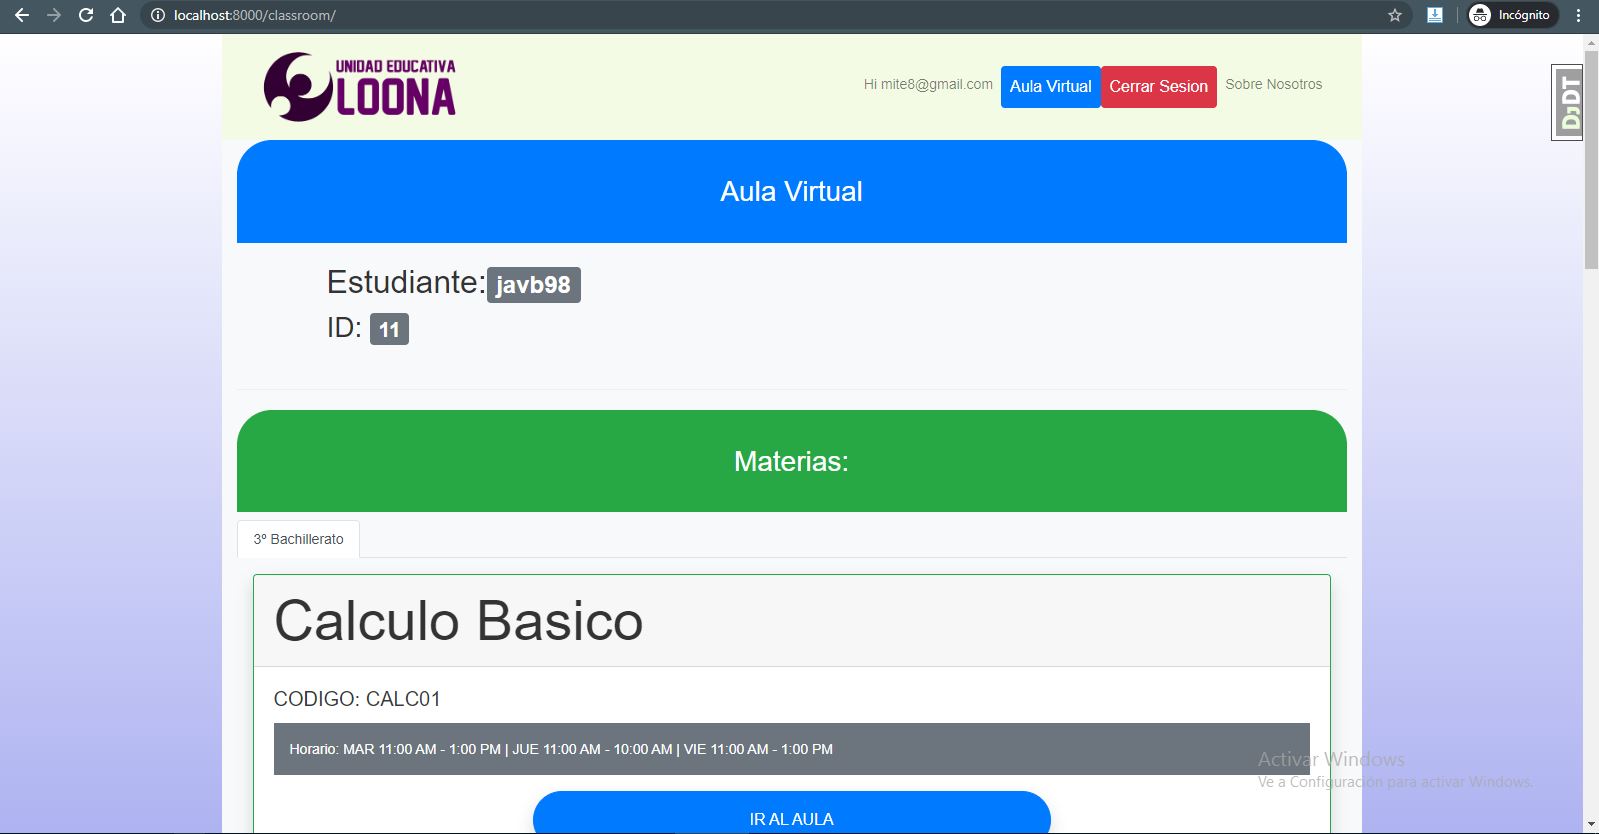 localhost:8000/classroom/
Incógnito
UNIDAD EDUCATIVA
LOONA
Hi mite8@gmail.com
Aula Virtual
Cerrar Sesion
Sobre Nosotros
DJDT
Aula Virtual
Estudiante: javb98
ID: 11
Materias:
3º Bachillerato
Calculo Basico
CODIGO: CALC01
Horario: MAR 11:00 AM - 1:00 PM | JUE 11:00 AM - 10:00 AM | VIE 11:00 AM - 1:00 PM
Activar Windows
Ve a Configuración para activar Windows.
IR AL AULA